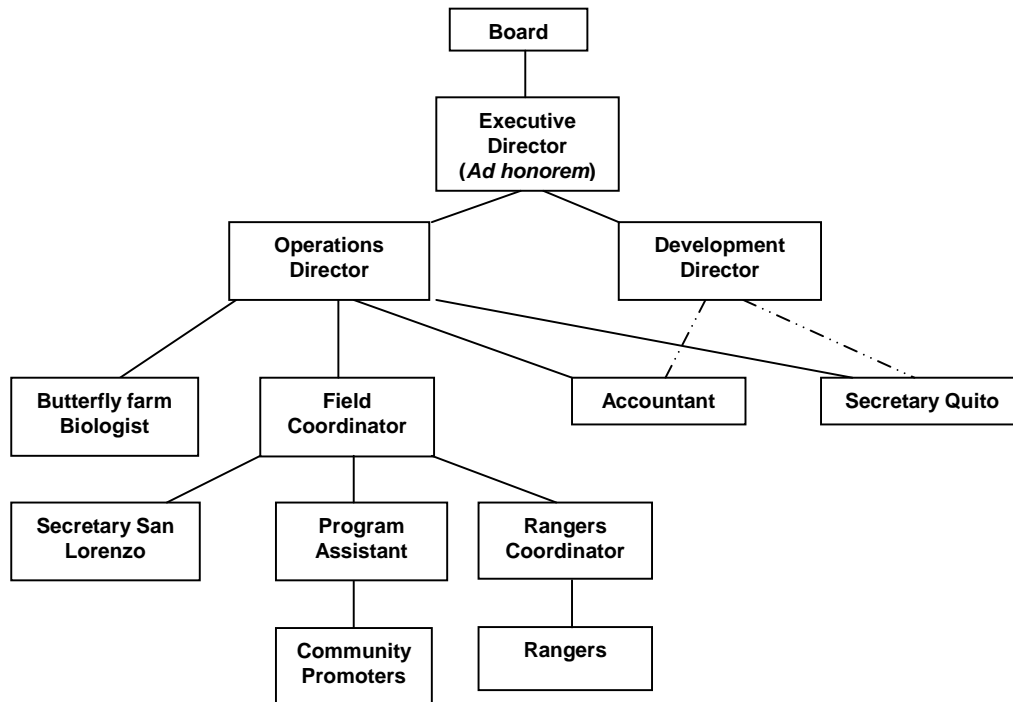 Board
Executive
Director
(Ad honorem)
Operations
Director
Development
Director
Butterfly farm
Biologist
Field
Coordinator
Accountant
Secretary Quito
Secretary San
Lorenzo
Program
Assistant
Rangers
Coordinator
Community
Promoters
Rangers